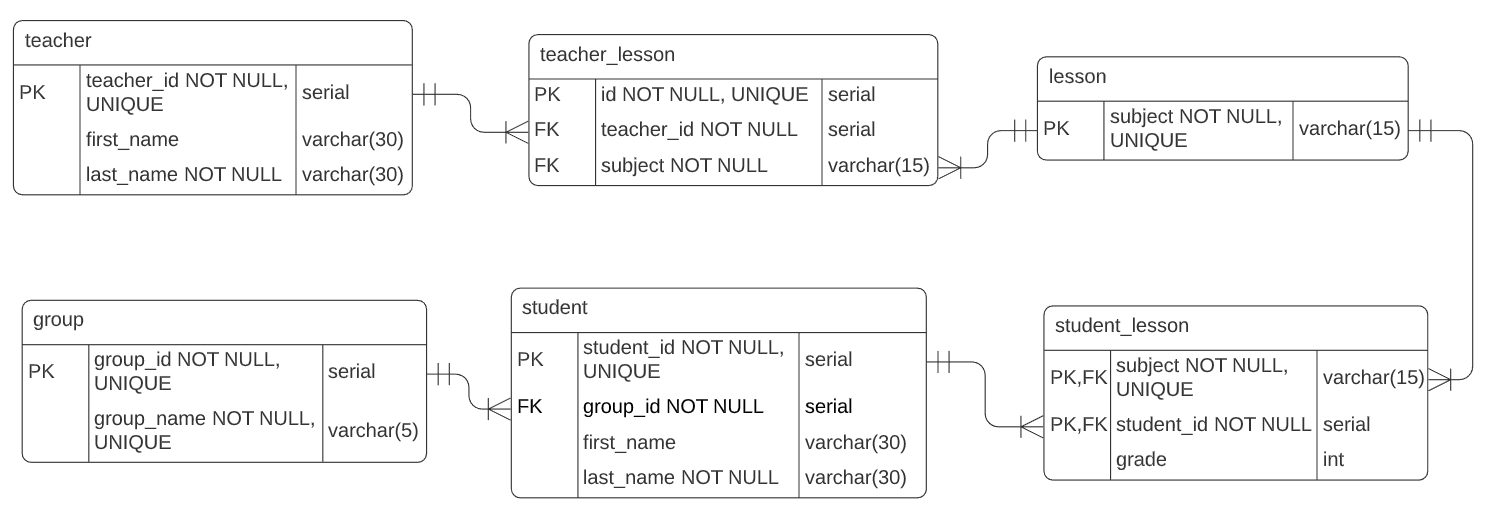 teacher
PK
teacher_id NOT NULL,
UNIQUE
serial
first_name
varchar(30)
last_name NOT NULL
varchar(30)
teacher_lesson
PK
id NOT NULL, UNIQUE
serial
FK
teacher_id NOT NULL
serial
FK
subject NOT NULL
varchar(15)
lesson
PK
subject NOT NULL,
UNIQUE
varchar(15)
group
PK
group_id NOT NULL,
UNIQUE
serial
group_name NOT NULL,
UNIQUE
varchar(5)
student
PK
student_id NOT NULL,
UNIQUE
serial
FK
group_id NOT NULL
serial
first_name
varchar(30)
last_name NOT NULL
varchar(30)
student_lesson
PK,FK
subject NOT NULL,
UNIQUE
varchar(15)
PK,FK
student_id NOT NULL
serial
grade
int